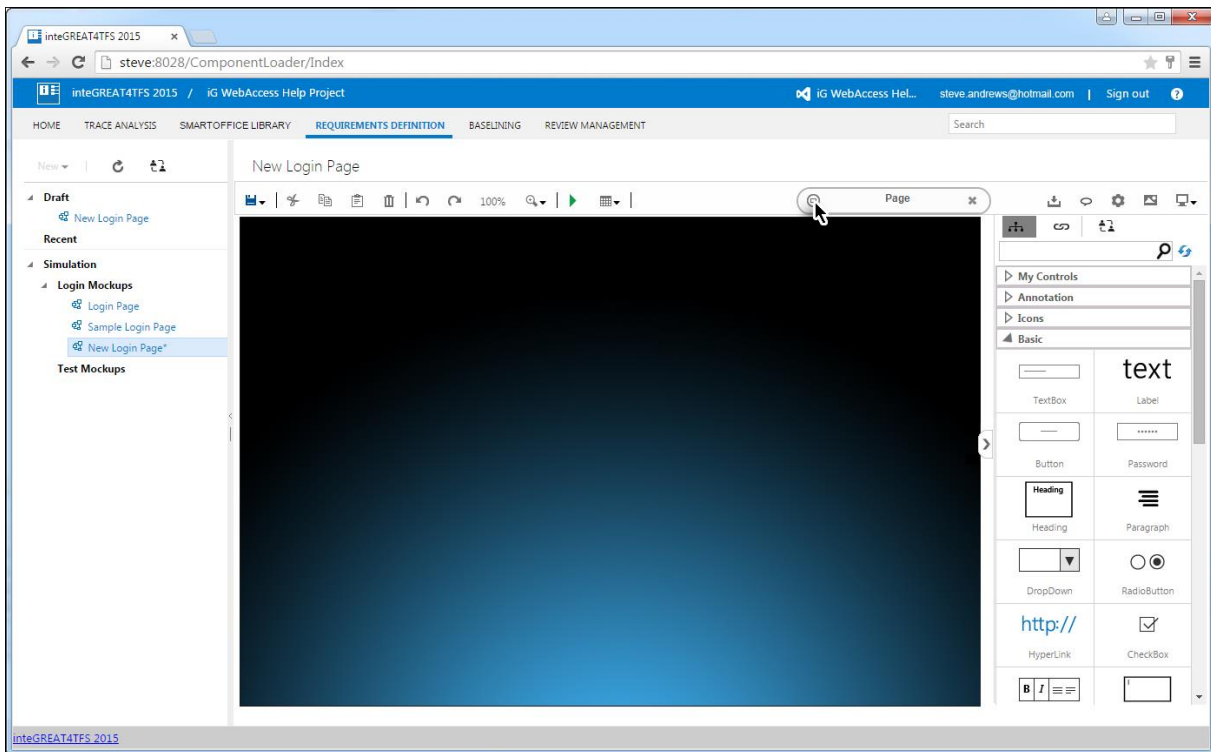 inteGREAT4TFS 2015
steve:8028/ComponentLoader/Index
inteGREAT4TFS 2015 / iG WebAccess Help Project
iG WebAccess Hel... steve.andrews@hotmail.com | Sign out ?
HOME TRACE ANALYSIS SMARTOFFICE LIBRARY REQUIREMENTS DEFINITION BASELINING REVIEW MANAGEMENT Search
New
New Login Page
Draft
New Login Page
Recent
Simulation
Login Mockups
Login Page
Sample Login Page
New Login Page*
Test Mockups
100%
Page
My Controls
Annotation
Icons
Basic
text
TextBox Label
Button Password
Heading
Heading Paragraph
DropDown RadioButton
http://
HyperLink CheckBox
B I
inteGREAT4TFS 2015